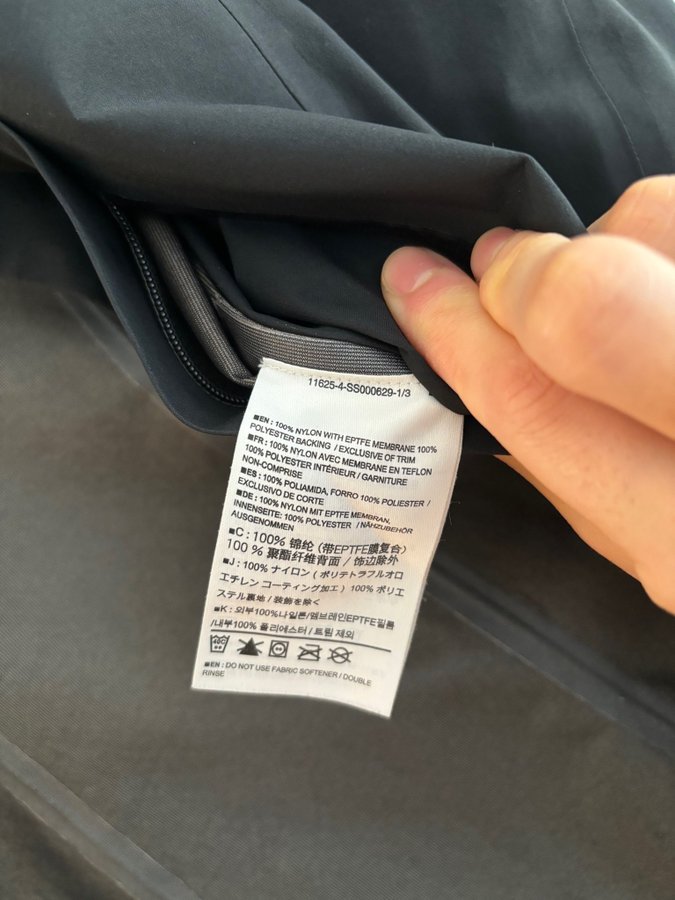 11625-4-SS000629-1/3
■EN : 100% NYLON WITH EPTFE MEMBRANE 100%
POLYESTER BACKING / EXCLUSIVE OF TRIM
■FR : 100% NYLON AVEC MEMBRANE EN TEFLON
100% POLYESTER INTÉRIEUR / GARNITURE
NON-COMPRISE
■ES : 100% POLIAMIDA, FORRO 100% POLIESTER /
EXCLUSIVO DE CORTE
■DE : 100% NYLON MIT EPTFE MEMBRAN,
INNENSEITE: 100% POLYESTER / NÄHZUBEHÖR
AUSGENOMMEN
■C : 100% 锦纶 (带EPTFE膜复合)
100 % 聚酯纤维背面 / 饰边除外
■J : 100% ナイロン ( ポリテトラフルオロ
エチレン コーティング加工 ) 100% ポリエ
ステル裏地 / 装飾を除く
■K : 외부100%나일론/멤브레인EPTFE필름
/내부100% 폴리에스터 / 트림 제외
40
■EN : DO NOT USE FABRIC SOFTENER / DOUBLE
RINSE